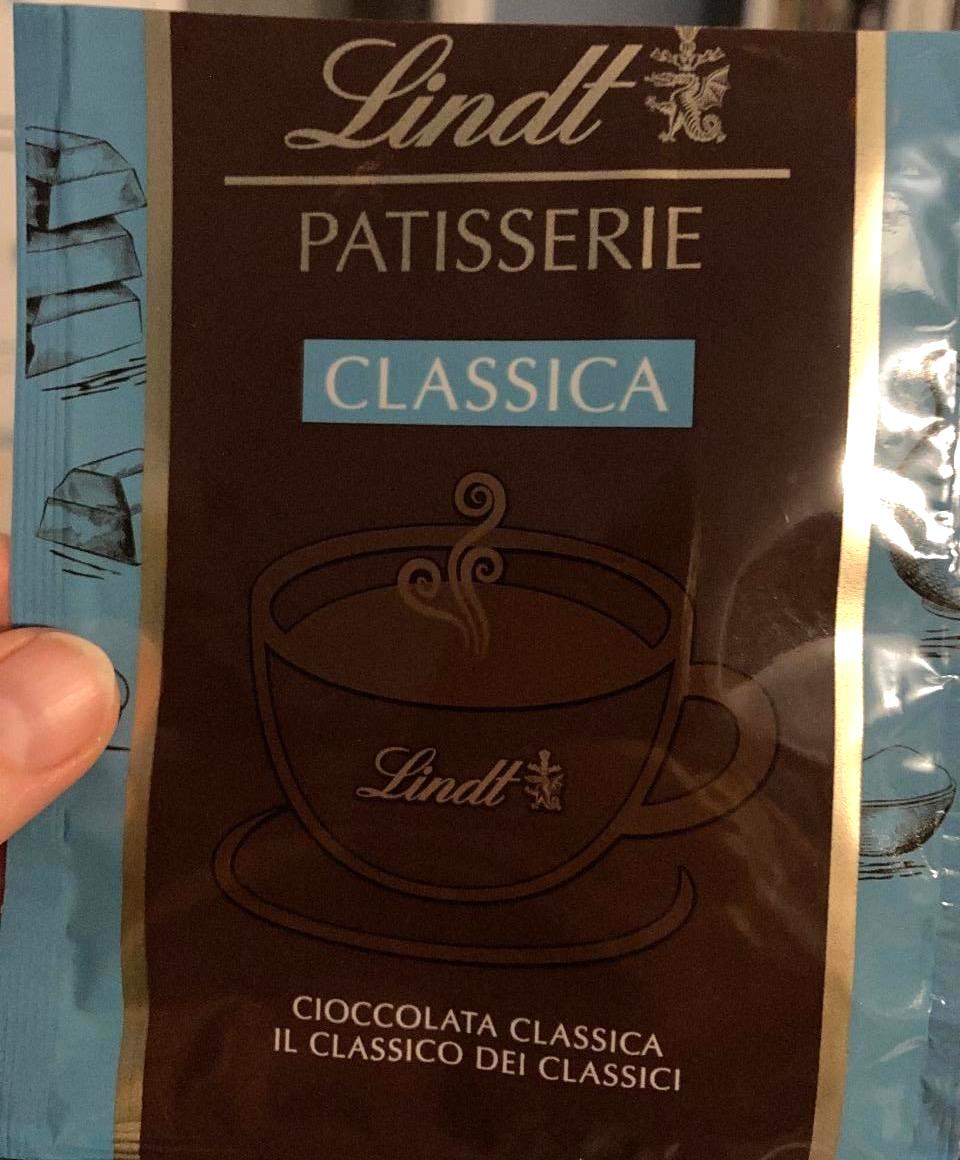 Lindt
PATISSERIE
CLASSICA
Lindt
CIOCCOLATA CLASSICA
IL CLASSICO DEI CLASSICI